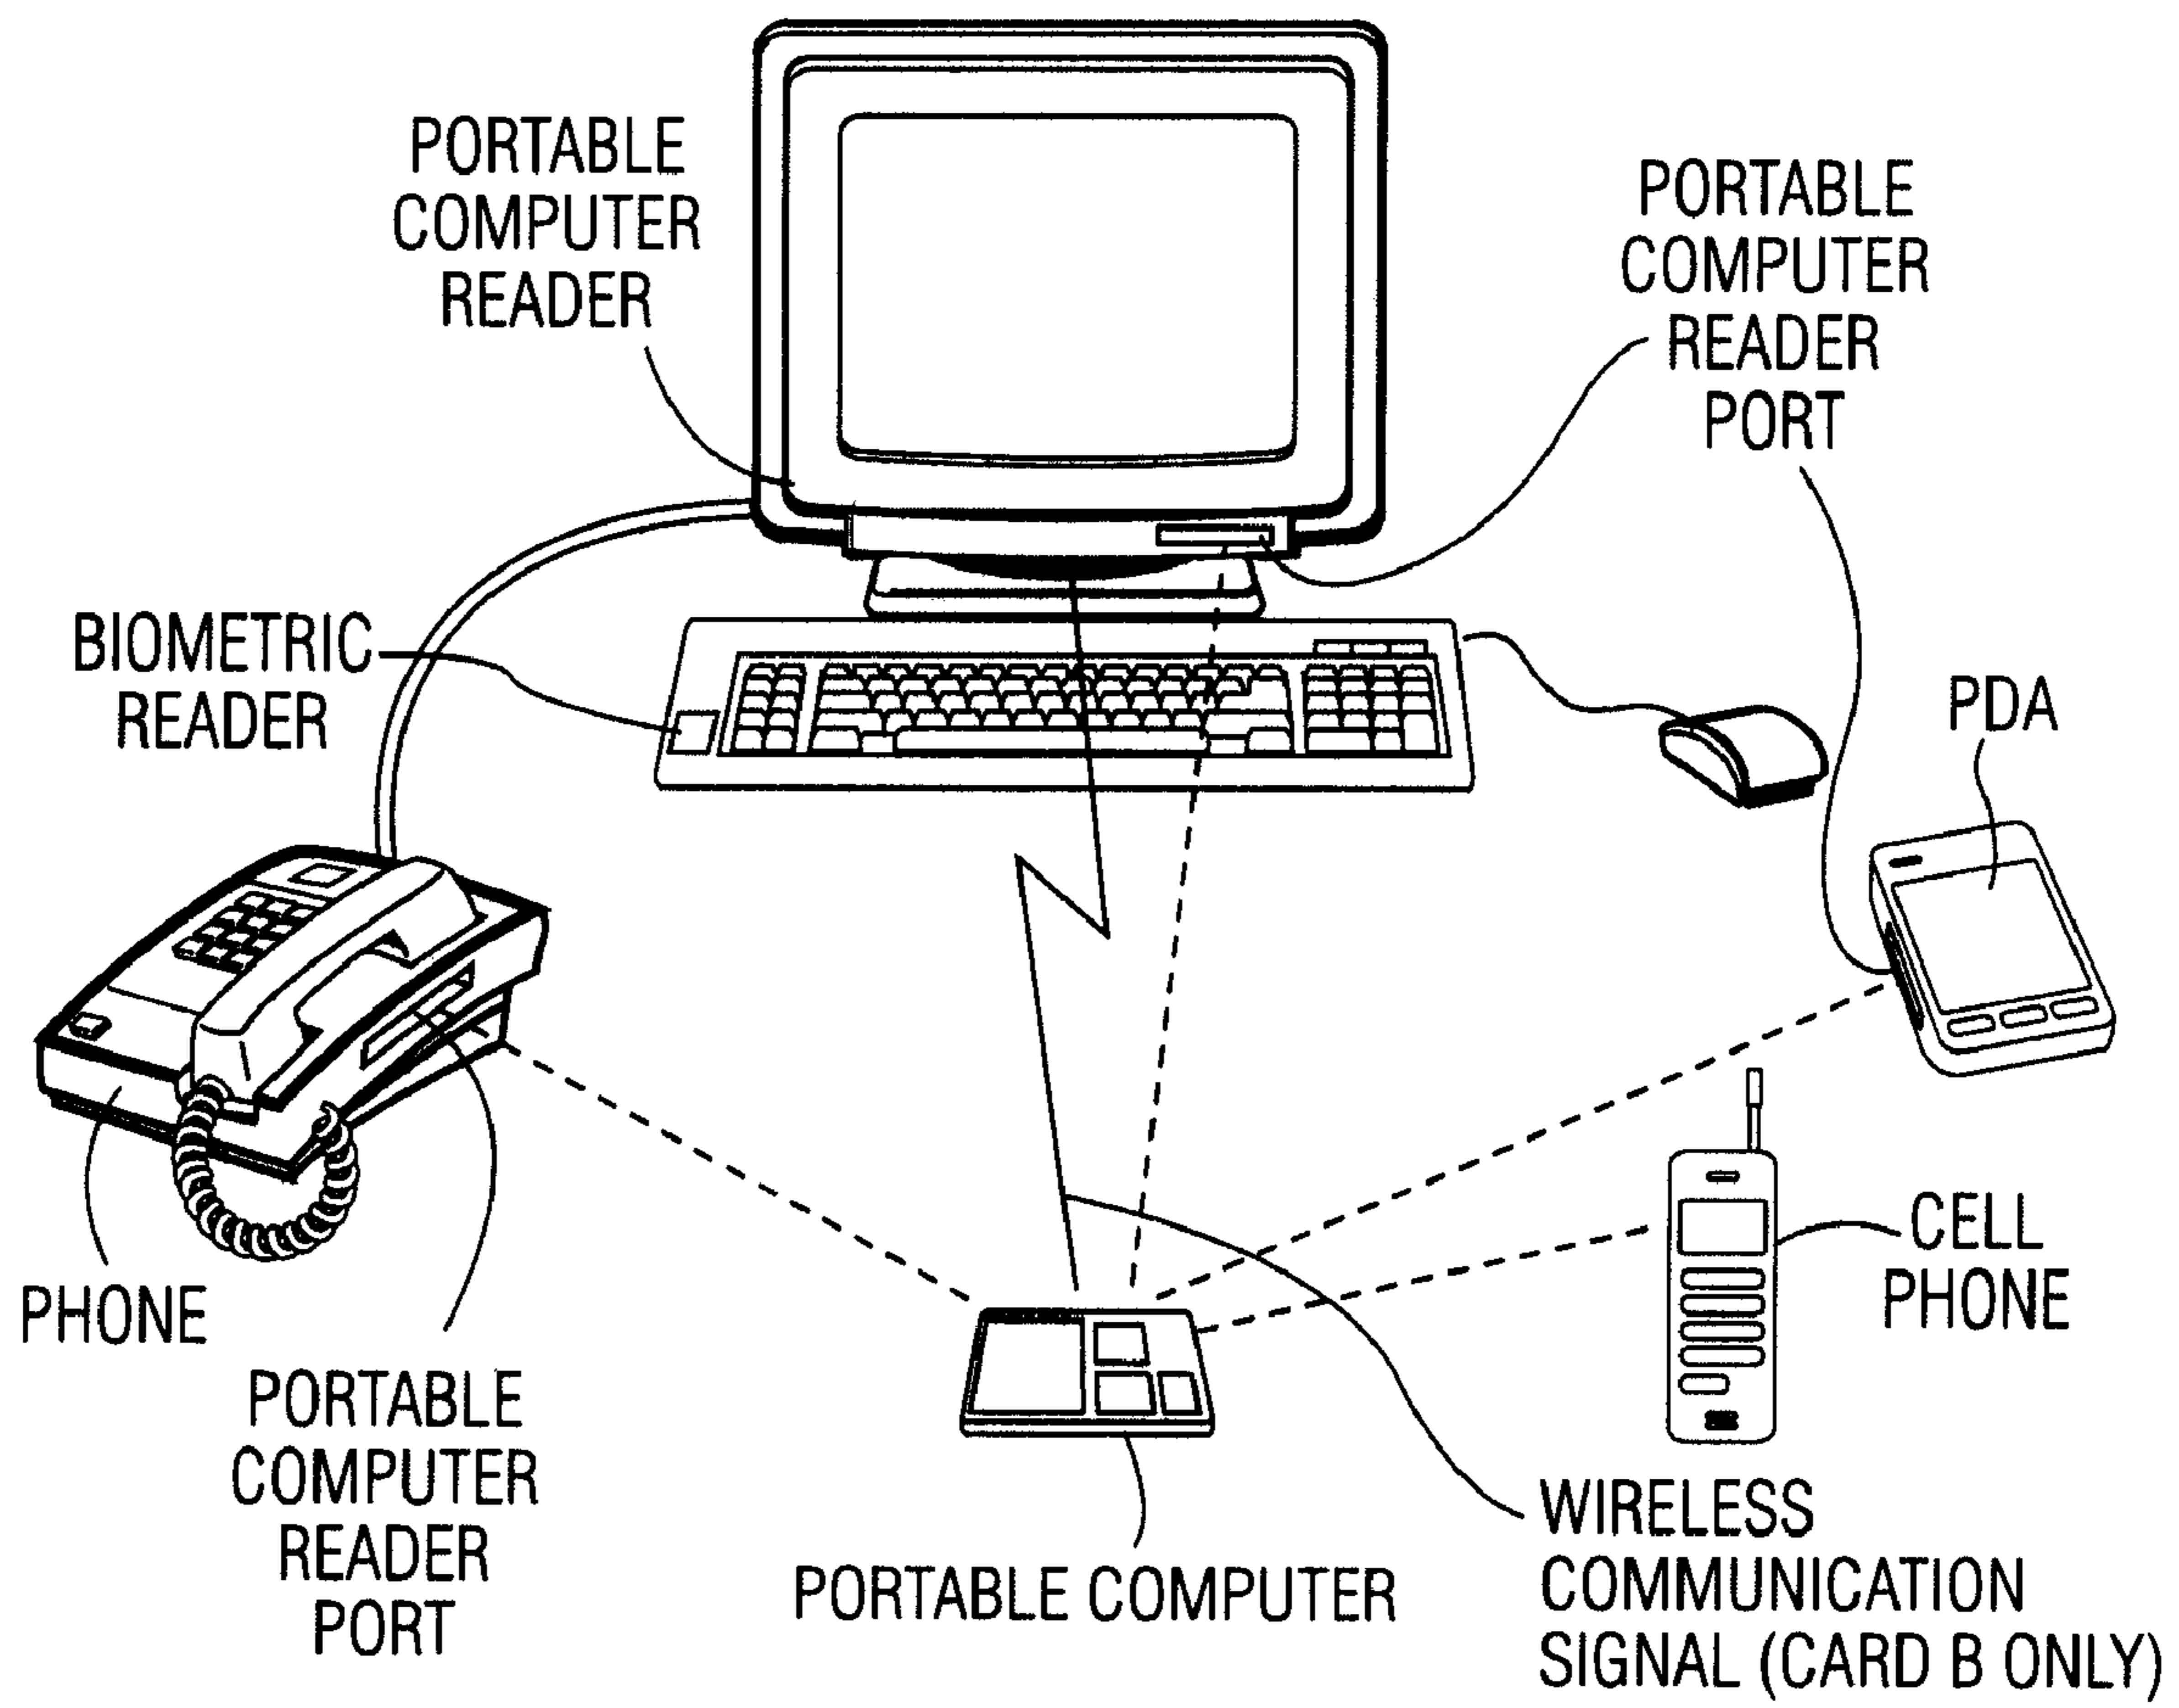 PORTABLE
COMPUTER
READER
PORTABLE
COMPUTER
READER
PORT
BIOMETRIC
READER
PDA
PHONE
CELL
PHONE
PORTABLE
COMPUTER
READER
PORT
PORTABLE COMPUTER
WIRELESS
COMMUNICATION
SIGNAL (CARD B ONLY)